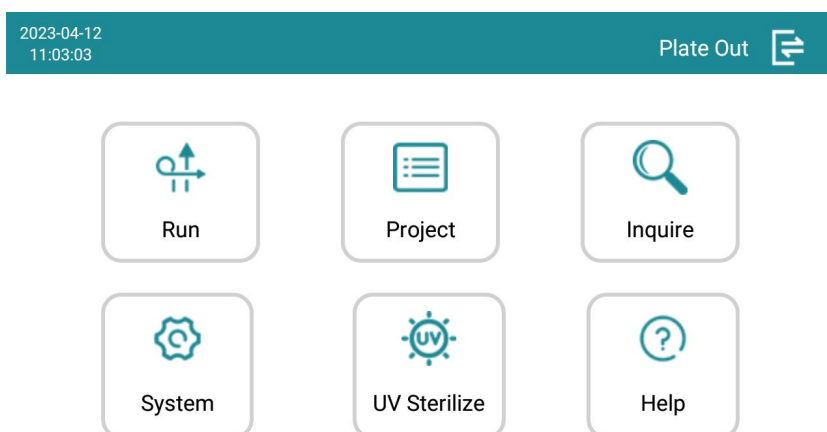 2023-04-12
11:03:03
Plate Out
Run
Project
Inquire
UV
System
UV Sterilize
Help